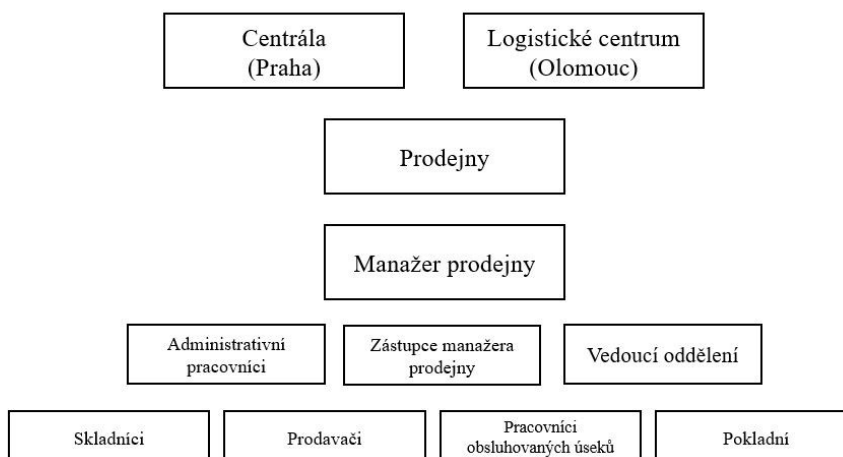 Centrála
(Praha)
Logistické centrum
(Olomouc)
Prodejny
Manažer prodejny
Administrativní
pracovníci
Zástupce manažera
prodejny
Vedoucí oddělení
Skladníci
Prodavači
Pracovníci
obsluhovaných úseků
Pokladní